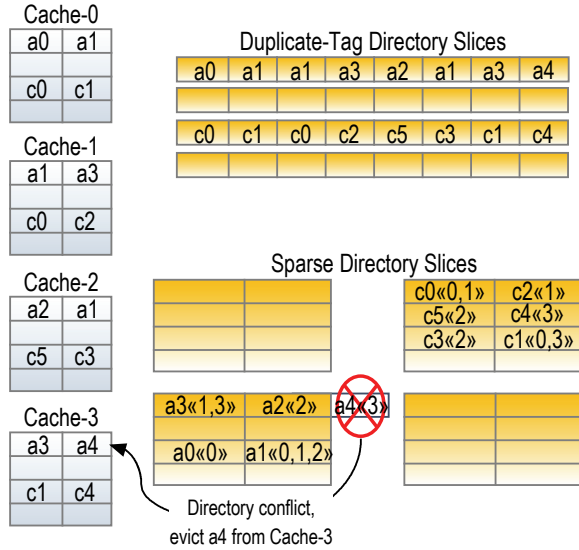 Cache-0
a0 a1
c0 c1
Cache-1
a1 a3
c0 c2
Cache-2
a2 a1
c5 c3
Cache-3
a3 a4
c1 c4
Duplicate-Tag Directory Slices
a0 a1 a1 a3 a2 a1 a3 a4
c0 c1 c0 c2 c5 c3 c1 c4
Sparse Directory Slices
c0«0,1» c2«1»
c5«2» c4«3»
c3«2» c1«0,3»
a3«1,3» a2«2» a4«3»
a0«0» a1«0,1,2»
Directory conflict,
evict a4 from Cache-3